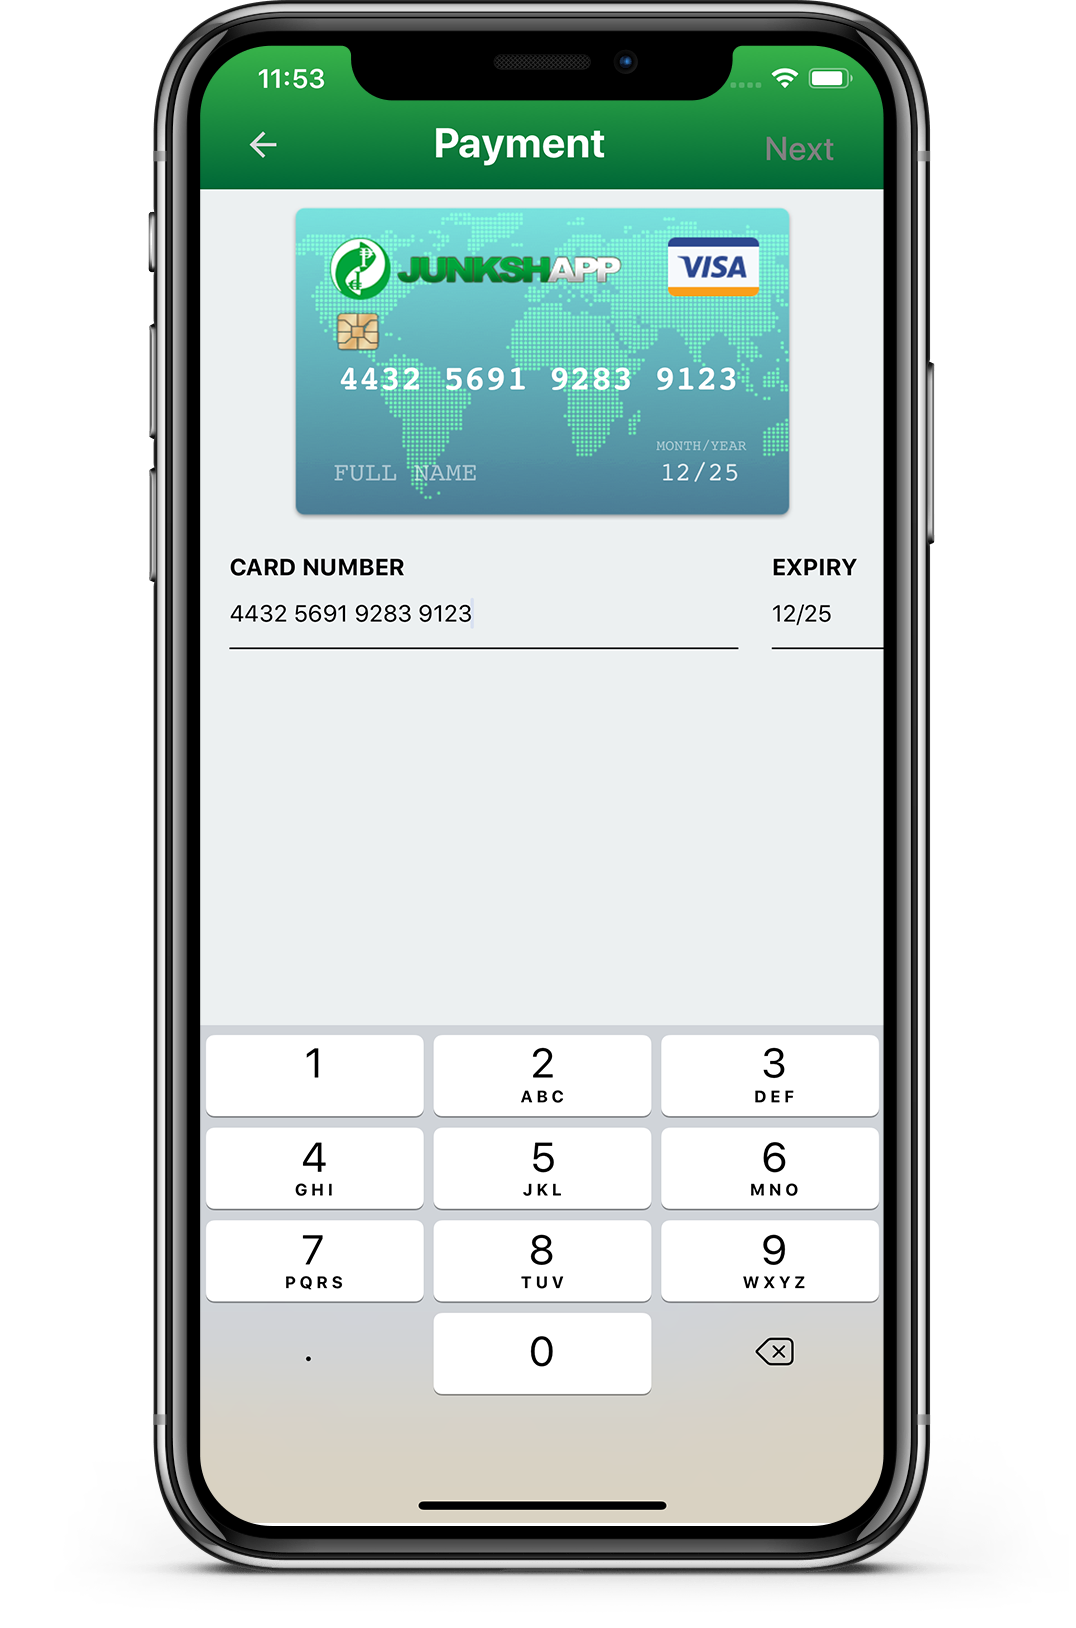 11:53
Payment
Next
JUNKSHAPP
VISA
4432 5691 9283 9123
MONTH/YEAR
FULL NAME
12/25
CARD NUMBER
EXPIRY
4432 5691 9283 9123
12/25
1
2
3
ABC
DEF
4
5
6
GHI
JKL
MNO
7
8
9
PQRS
TUV
WXYZ
.
0